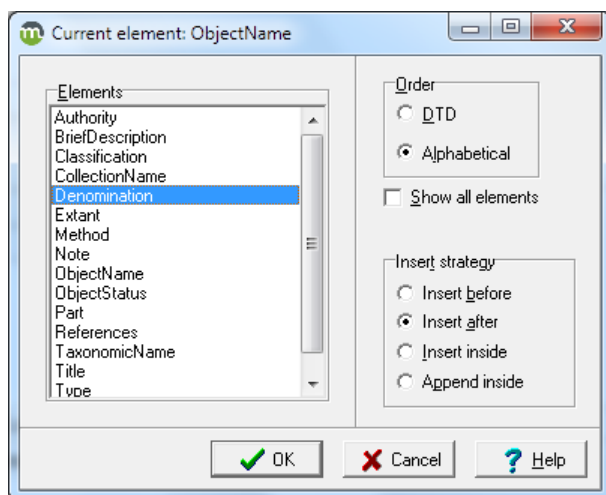 Current element: ObjectName
Elements
Authority
BriefDescription
Classification
CollectionName
Denomination
Extant
Method
Note
ObjectName
ObjectStatus
Part
References
TaxonomicName
Title
Type
Order
DTD
Alphabetical
Show all elements
Insert strategy
Insert before
Insert after
Insert inside
Append inside
OK
Cancel
Help